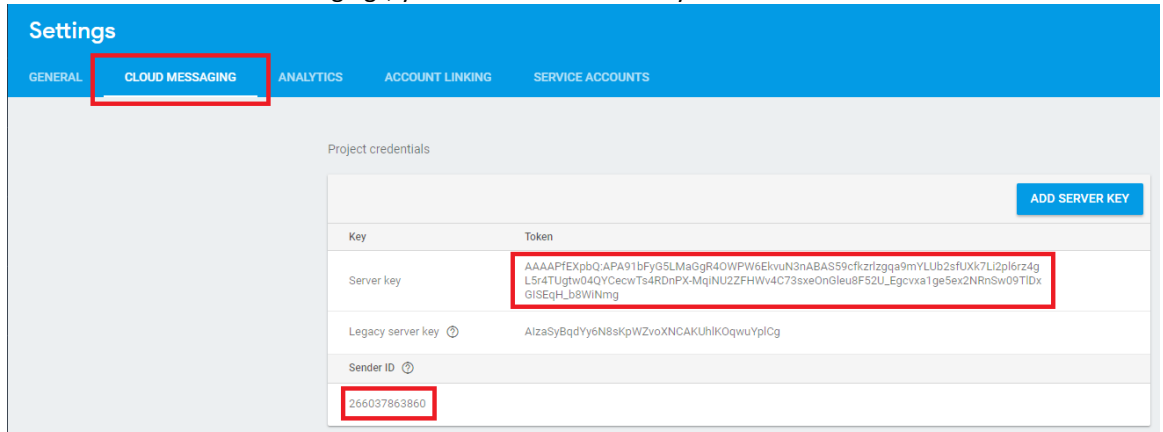 Settings
GENERAL CLOUD MESSAGING ANALYTICS ACCOUNT LINKING SERVICE ACCOUNTS
Project credentials
ADD SERVER KEY
Key Token
Server key AAAAPfEXpbQ:APA91bFyG5LMaGgR4OWPW6EkvuN3nABAS59cfkzrlzgqa9mYLUb2sfUXk7Li2pl6rz4g
L5r4TUgtw04QYCecwTs4RDnPX-MqiNU2ZFHWv4C73sxeOnGleu8F52U_Egcvxa1ge5ex2NRnSw09TlDx
GISEqH_b8WiNmg
Legacy server key AIzaSyBqdYy6N8sKpWZvoXNCAKUhlKOqwuYplCg
Sender ID
266037863860